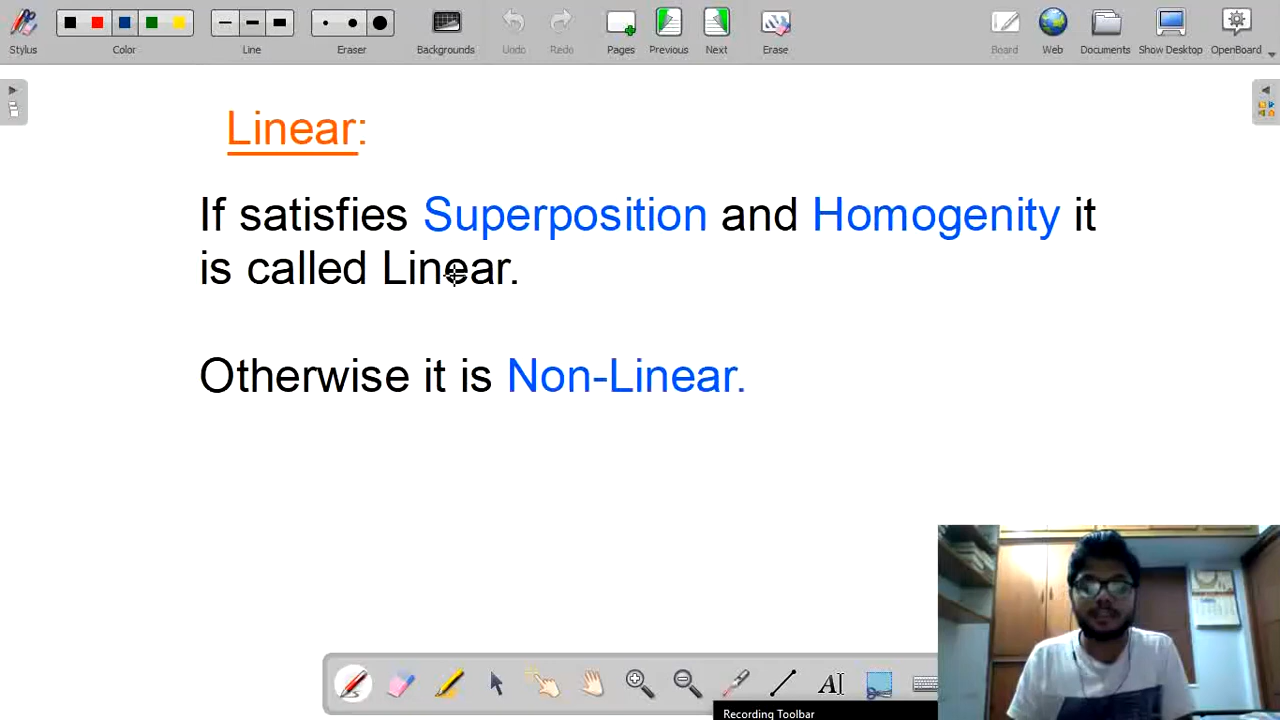 Stylus Color Line Eraser Backgrounds Undo Redo Pages Previous Next Erase Board Web Documents Show Desktop OpenBoard
Linear:
If satisfies Superposition and Homogenity it
is called Linear.
Otherwise it is Non-Linear.
Recording Toolbar